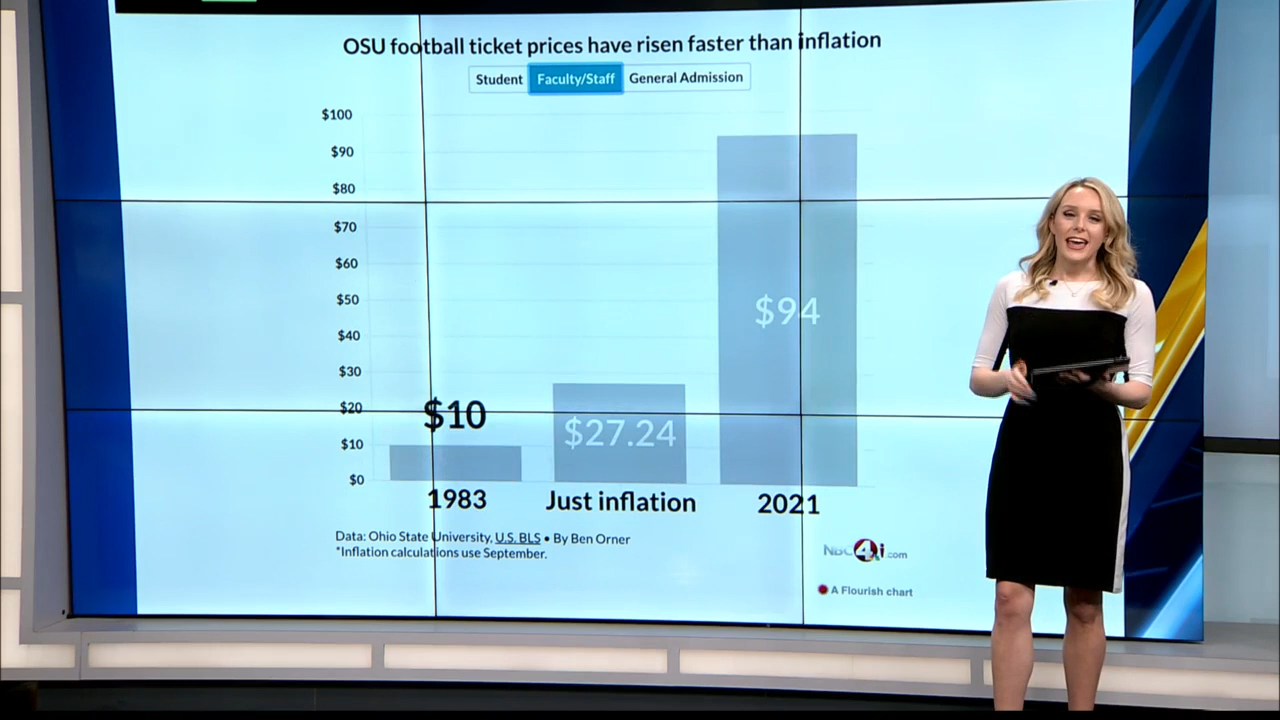 OSU football ticket prices have risen faster than inflation
Student Faculty/Staff General Admission
$100
$90
$80
$70
$60
$50
$40
$30
$20
$10
$0
$10
$27.24
$94
1983 Just inflation 2021
Data: Ohio State University, U.S. BLS • By Ben Orner
*Inflation calculations use September.
NBC4i.com
A Flourish chart